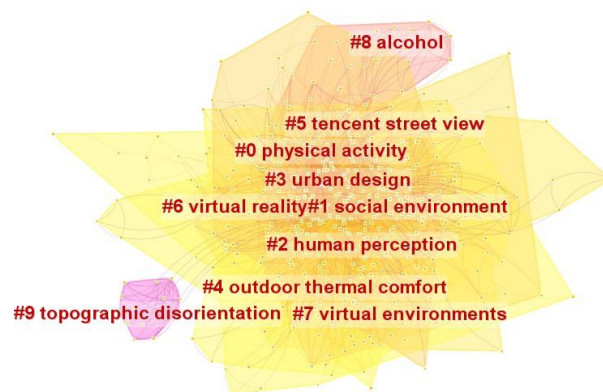 #8 alcohol
#5 tencent street view
#0 physical activity
#3 urban design
#6 virtual reality#1 social environment
#2 human perception
#4 outdoor thermal comfort
#9 topographic disorientation #7 virtual environments